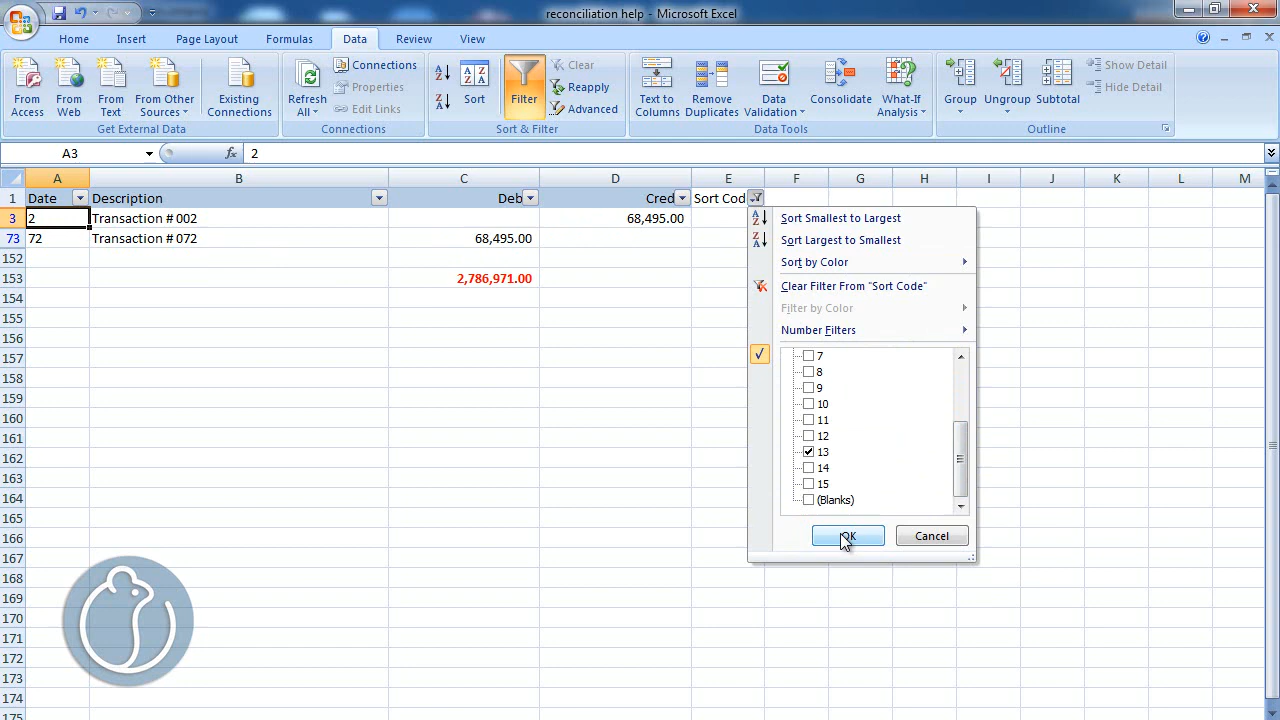 reconciliation help - Microsoft Excel
Home Insert Page Layout Formulas Data Review View
From Access
From Web
From Text
From Other Sources
Existing Connections
Get External Data
Refresh All
Connections
Properties
Edit Links
Connections
Sort
Filter
Clear
Reapply
Advanced
Sort & Filter
Text to Columns
Remove Duplicates
Data Validation
Consolidate
What-If Analysis
Data Tools
Group
Ungroup
Subtotal
Show Detail
Hide Detail
Outline
A3 fx 2
A B C D E F G H I J K L M
1 Date Description Deb Cred Sort Cod
3 2 Transaction # 002 68,495.00
73 72 Transaction # 072 68,495.00
152
153 2,786,971.00
154
155
156
157
158
159
160
161
162
163
164
165
166
167
168
169
170
171
172
173
174
175
Sort Smallest to Largest
Sort Largest to Smallest
Sort by Color
Clear Filter From "Sort Code"
Filter by Color
Number Filters
7
8
9
10
11
12
13
14
15
(Blanks)
OK Cancel